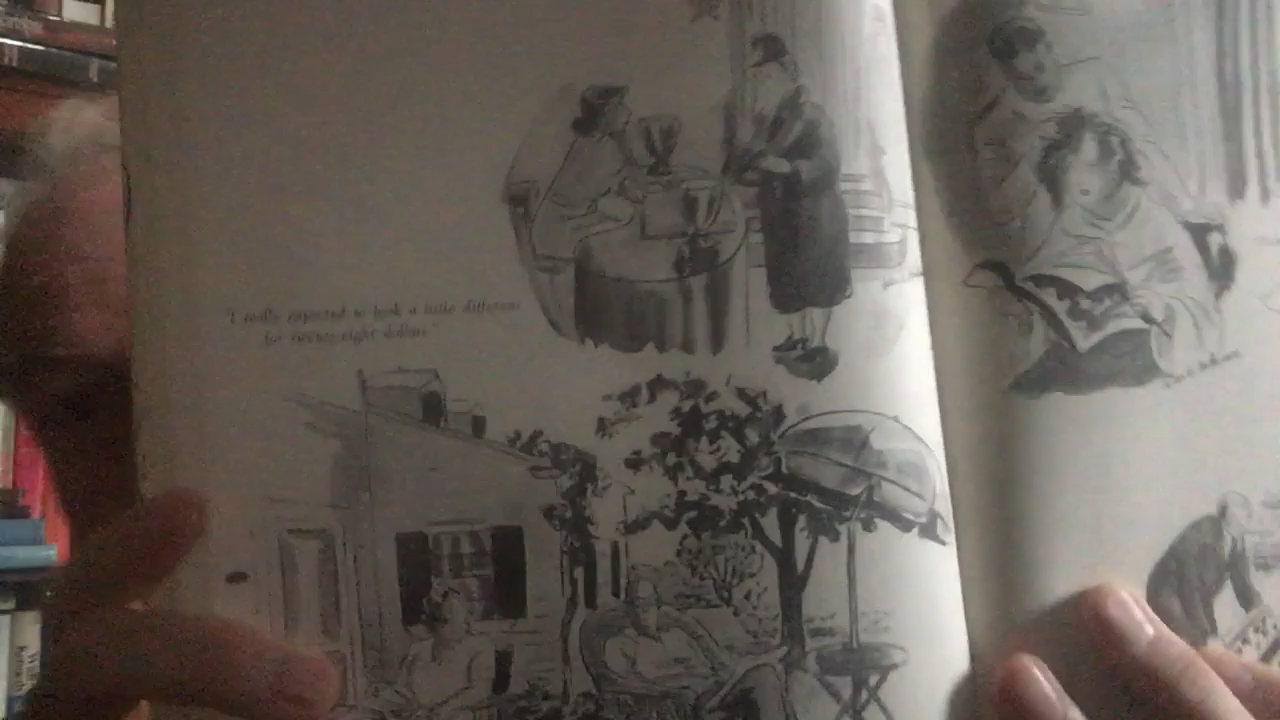 "I really expected to look a little different
for twenty-eight dollars."